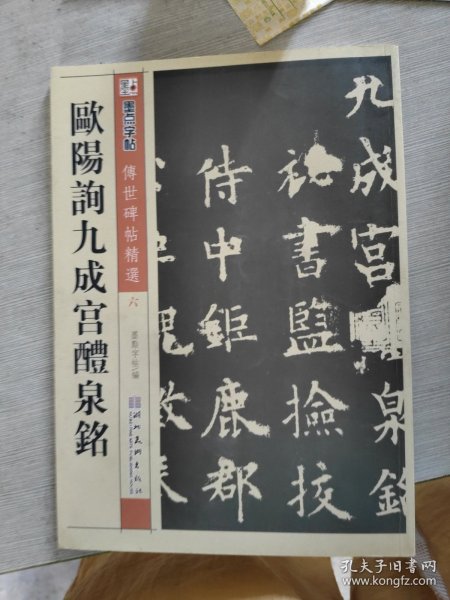 歐陽詢九成宮醴泉銘
墨点字帖
傳世碑帖精選
六
墨點字帖/編
湖北美術出版社
九成宮醴泉銘
祕書監撿挍
侍中鉅鹿郡
孔夫子旧书网
www.kongfz.com